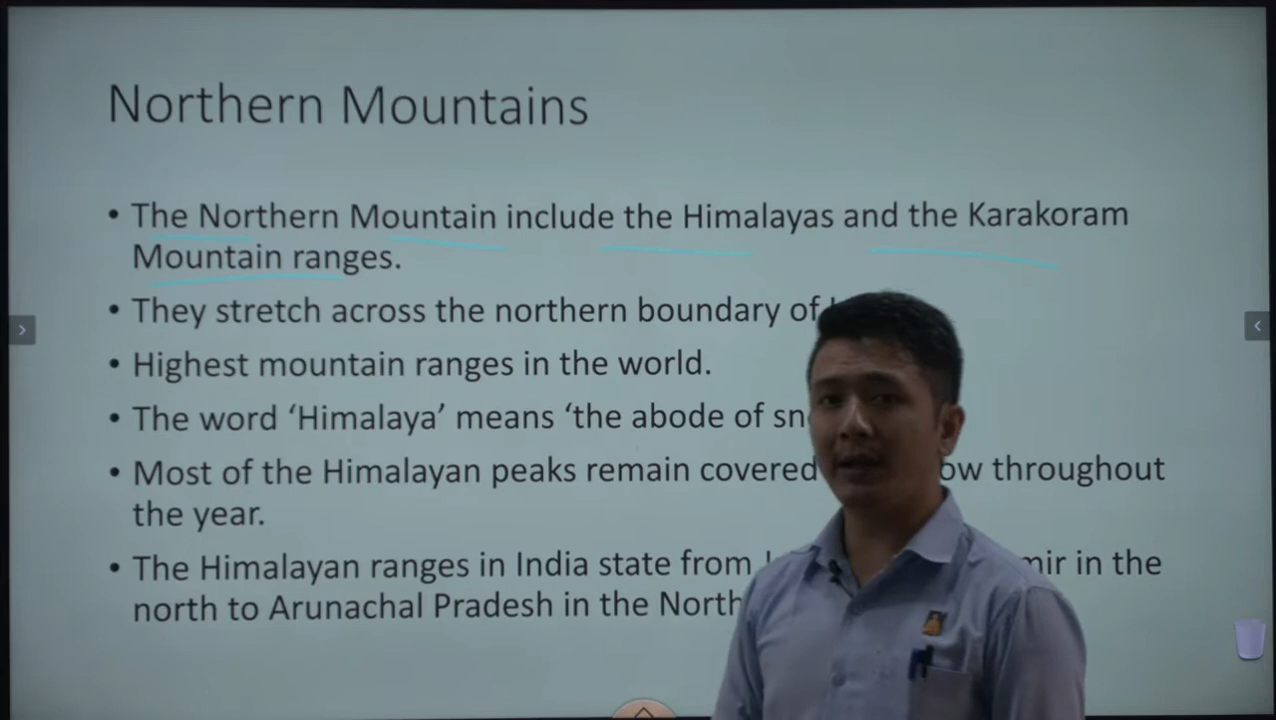 Northern Mountains
• The Northern Mountain include the Himalayas and the Karakoram
Mountain ranges.
• They stretch across the northern boundary of
• Highest mountain ranges in the world.
• The word ‘Himalaya’ means ‘the abode of
• Most of the Himalayan peaks remain covered throughout
the year.
• The Himalayan ranges in India state from in the
north to Arunachal Pradesh in the